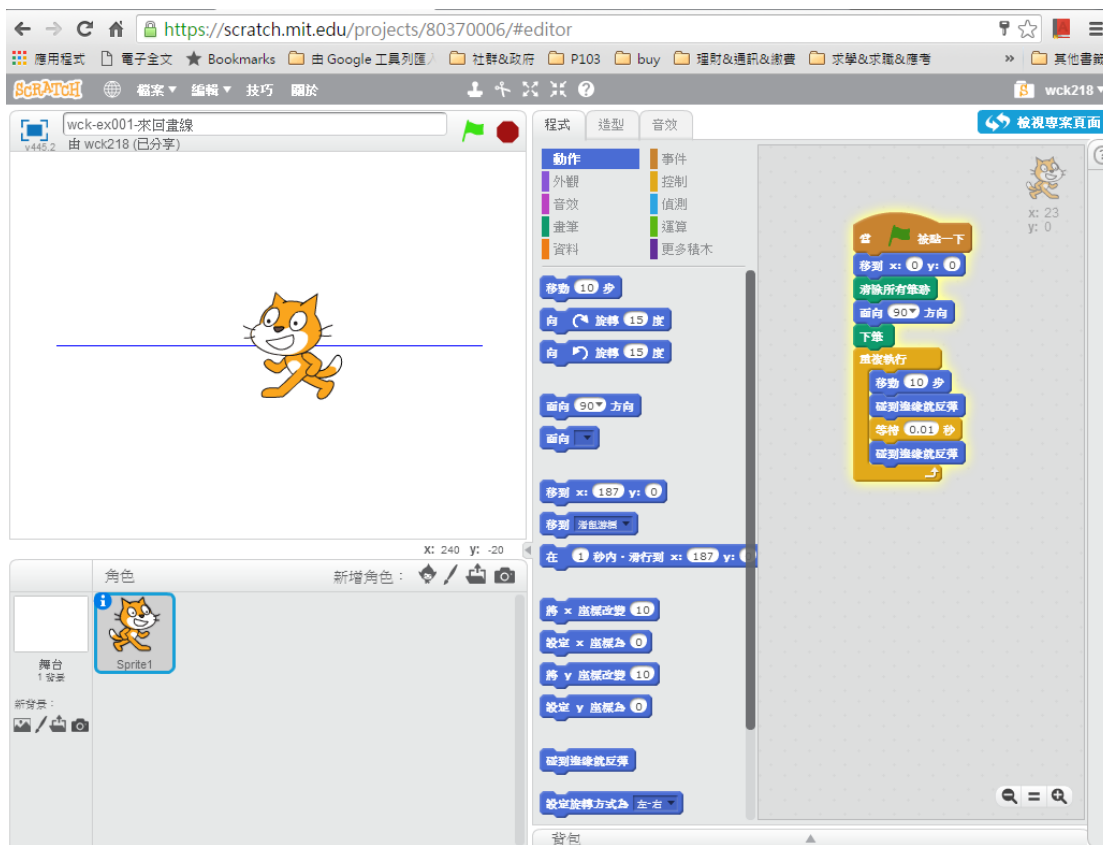 https://scratch.mit.edu/projects/80370006/#editor
應用程式 電子全文 Bookmarks 由 Google 工具列匯入 社群&政府 P103 buy 理財&通訊&繳費 求學&求職&應考 » 其他書籤
SCRATCH 檔案▼ 編輯▼ 技巧 關於 wck218
wck-ex001-來回畫線
v445.2 由 wck218 (已分享)
程式 造型 音效
檢視專案頁面
動作 事件
外觀 控制
音效 偵測
畫筆 運算
資料 更多積木
移動 10 步
向 旋轉 15 度
向 旋轉 15 度
面向 90▼ 方向
面向
移到 x: 187 y: 0
移到 滑鼠游標
在 1 秒內,滑行到 x: 187 y:
將 x 座標改變 10
設定 x 座標為 0
將 y 座標改變 10
設定 y 座標為 0
碰到邊緣就反彈
設定旋轉方式為 左-右
x: 23
y: 0
當 被點一下
移到 x: 0 y: 0
清除所有筆跡
面向 90▼ 方向
下筆
重複執行
移動 10 步
碰到邊緣就反彈
等待 0.01 秒
碰到邊緣就反彈
X: 240 y: -20
角色 新增角色:
舞台
1 背景
新背景:
Sprite1
背包